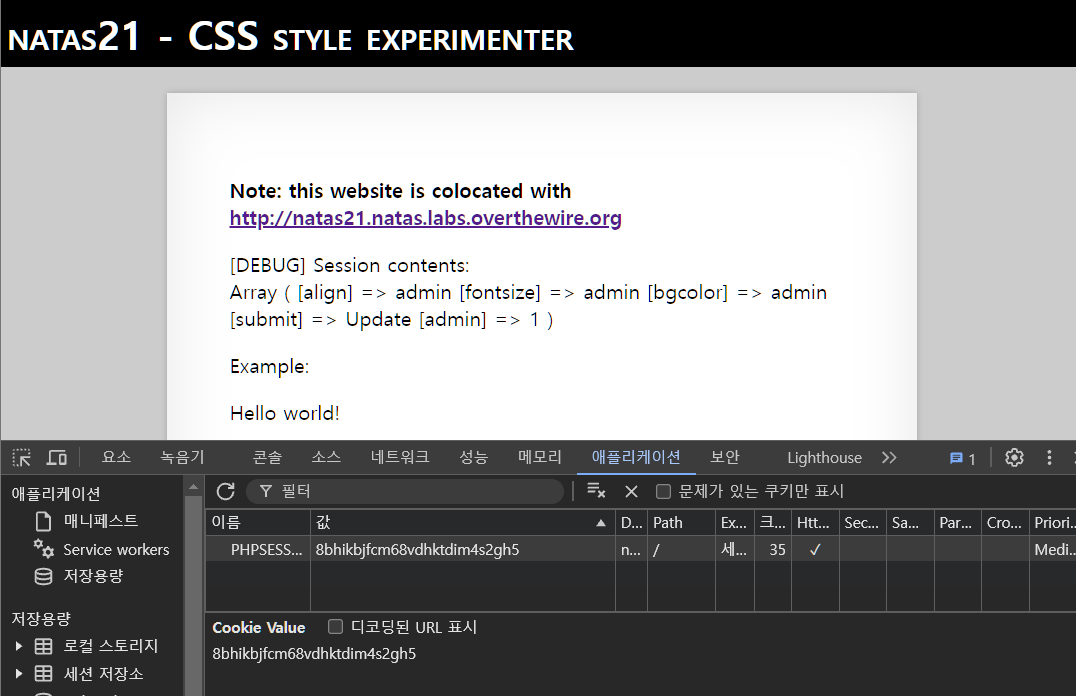 NATAS21 - CSS STYLE EXPERIMENTER
Note: this website is colocated with
http://natas21.natas.labs.overthewire.org
[DEBUG] Session contents:
Array ( [align] => admin [fontsize] => admin [bgcolor] => admin
[submit] => Update [admin] => 1 )
Example:
Hello world!
요소 녹음기 콘솔 소스 네트워크 성능 메모리 애플리케이션 보안 Lighthouse 1
애플리케이션
매니페스트
Service workers
저장용량
저장용량
로컬 스토리지
세션 저장소
필터 문제가 있는 쿠키만 표시
이름 값 D... Path Ex... 크... Htt... Sec... Sa... Par... Cro... Priori...
PHPSESS... 8bhikbjfcm68vdhktdim4s2gh5 n... / 세... 35 ✓ Medi...
Cookie Value 디코딩된 URL 표시
8bhikbjfcm68vdhktdim4s2gh5